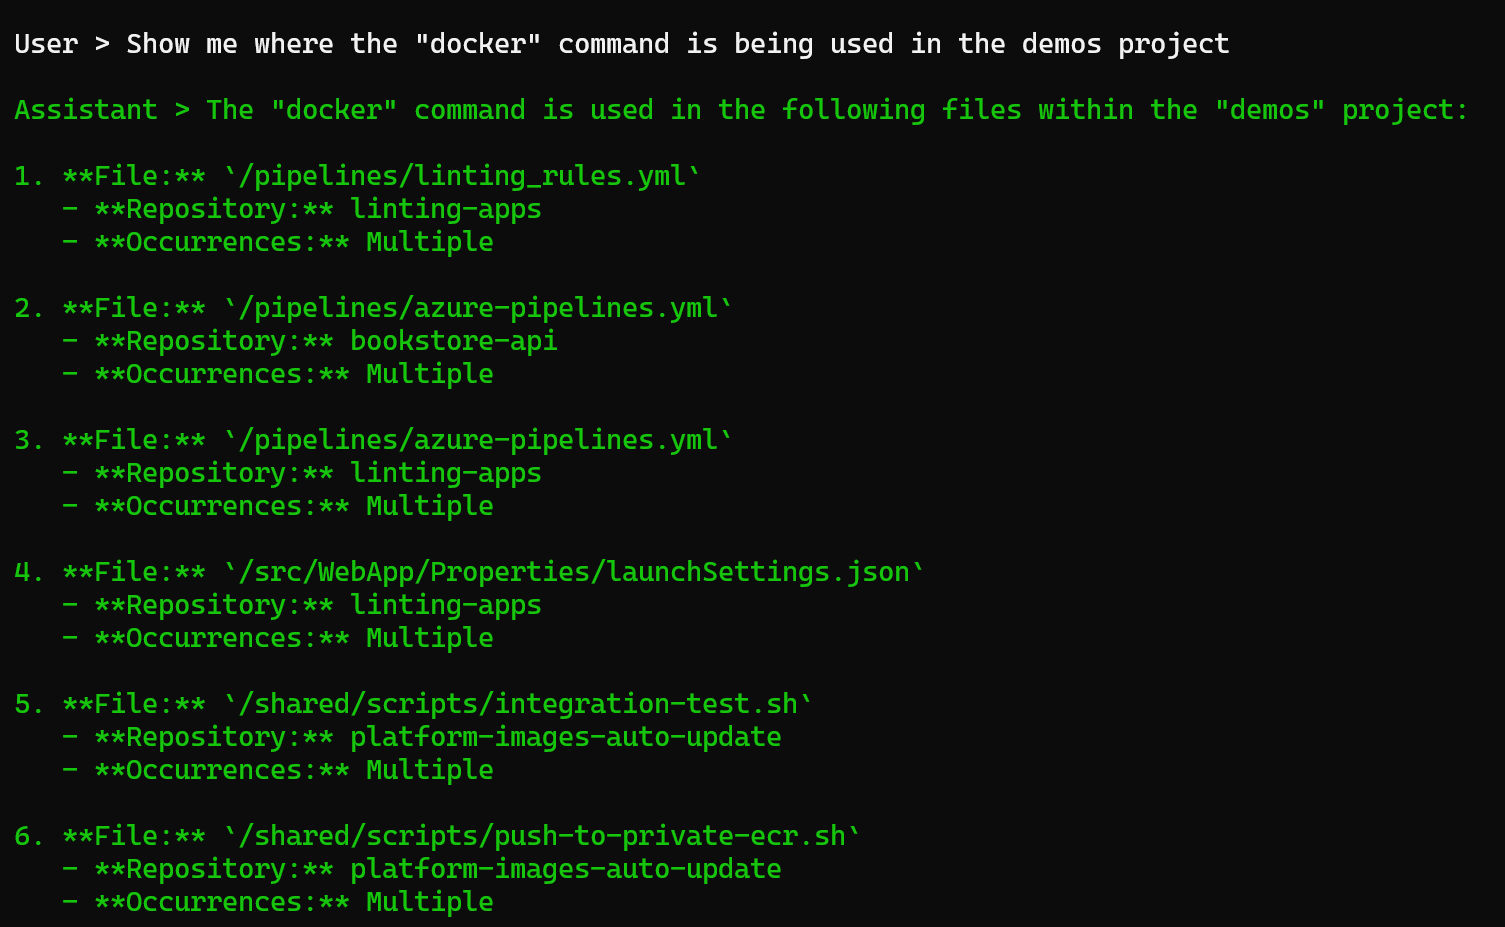 User > Show me where the "docker" command is being used in the demos project
Assistant > The "docker" command is used in the following files within the "demos" project:
1. **File:** `/pipelines/linting_rules.yml`
- **Repository:** linting-apps
- **Occurrences:** Multiple
2. **File:** `/pipelines/azure-pipelines.yml`
- **Repository:** bookstore-api
- **Occurrences:** Multiple
3. **File:** `/pipelines/azure-pipelines.yml`
- **Repository:** linting-apps
- **Occurrences:** Multiple
4. **File:** `/src/WebApp/Properties/launchSettings.json`
- **Repository:** linting-apps
- **Occurrences:** Multiple
5. **File:** `/shared/scripts/integration-test.sh`
- **Repository:** platform-images-auto-update
- **Occurrences:** Multiple
6. **File:** `/shared/scripts/push-to-private-ecr.sh`
- **Repository:** platform-images-auto-update
- **Occurrences:** Multiple